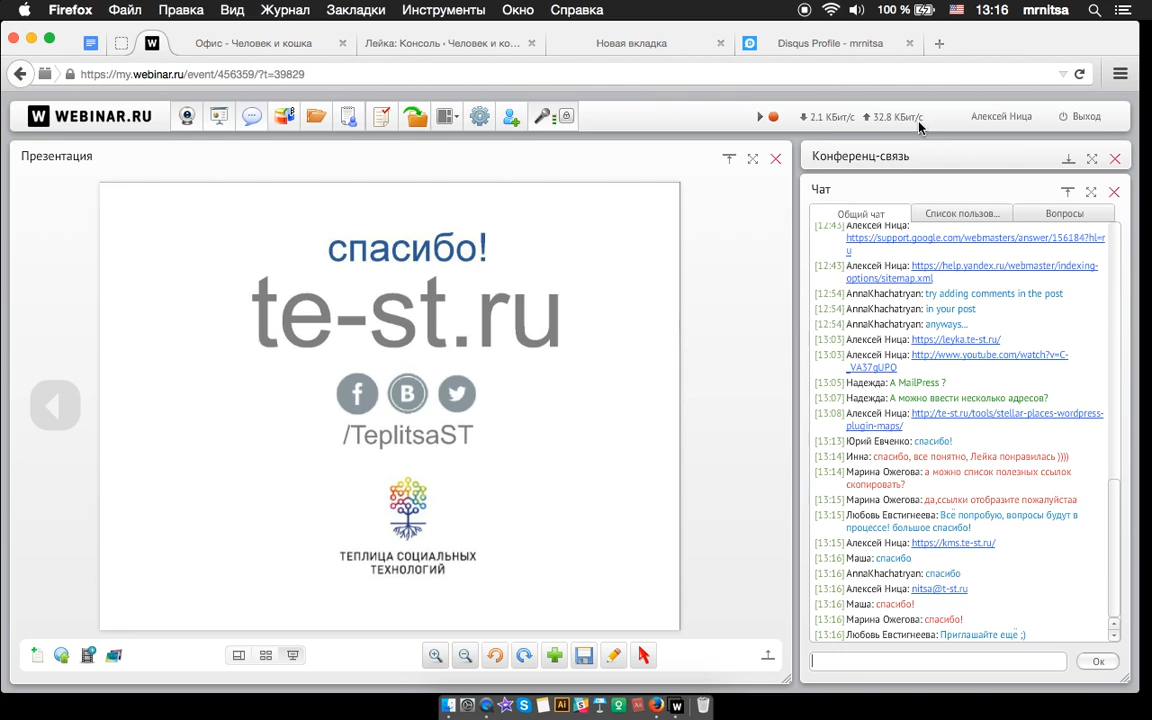 Firefox Файл Правка Вид Журнал Закладки Инструменты Окно Справка 100 % 13:16 mrnitsa
W Офис - Человек и кошка Лейка: Консоль ‹ Человек и ко... Новая вкладка Disqus Profile - mrnitsa
https://my.webinar.ru/event/456359/?t=39829
W WEBINAR.RU 2.1 КБит/с 32.8 КБит/с Алексей Ница Выход
Презентация
спасибо!
te-st.ru
/TeplitsaST
ТЕПЛИЦА СОЦИАЛЬНЫХ
ТЕХНОЛОГИЙ
Конференц-связь
Чат
Общий чат Список пользов... Вопросы
[12:43] Алексей Ница:
https://support.google.com/webmasters/answer/156184?hl=r
u
[12:43] Алексей Ница: https://help.yandex.ru/webmaster/indexing-
options/sitemap.xml
[12:54] AnnaKhachatryan: try adding comments in the post
[12:54] AnnaKhachatryan: in your post
[12:54] AnnaKhachatryan: anyways...
[13:03] Алексей Ница: https://leyka.te-st.ru/
[13:03] Алексей Ница: http://www.youtube.com/watch?v=C-
_VA37gUPQ
[13:05] Надежда: А MailPress ?
[13:07] Надежда: А можно ввести несколько адресов?
[13:08] Алексей Ница: http://te-st.ru/tools/stellar-places-wordpress-
plugin-maps/
[13:13] Юрий Евченко: спасибо!
[13:14] Инна: спасибо, все понятно, Лейка понравилась ))))
[13:14] Марина Ожегова: а можно список полезных ссылок
скопировать?
[13:15] Марина Ожегова: да,ссылки отобразите пожалуйстаа
[13:15] Любовь Евстигнеева: Всё попробую, вопросы будут в
процессе! большое спасибо!
[13:15] Алексей Ница: https://kms.te-st.ru/
[13:16] Маша: спасибо
[13:16] AnnaKhachatryan: спасибо
[13:16] Алексей Ница: nitsa@t-st.ru
[13:16] Маша: спасибо!
[13:16] Марина Ожегова: спасибо!
[13:16] Любовь Евстигнеева: Приглашайте ещё ;)
Ок